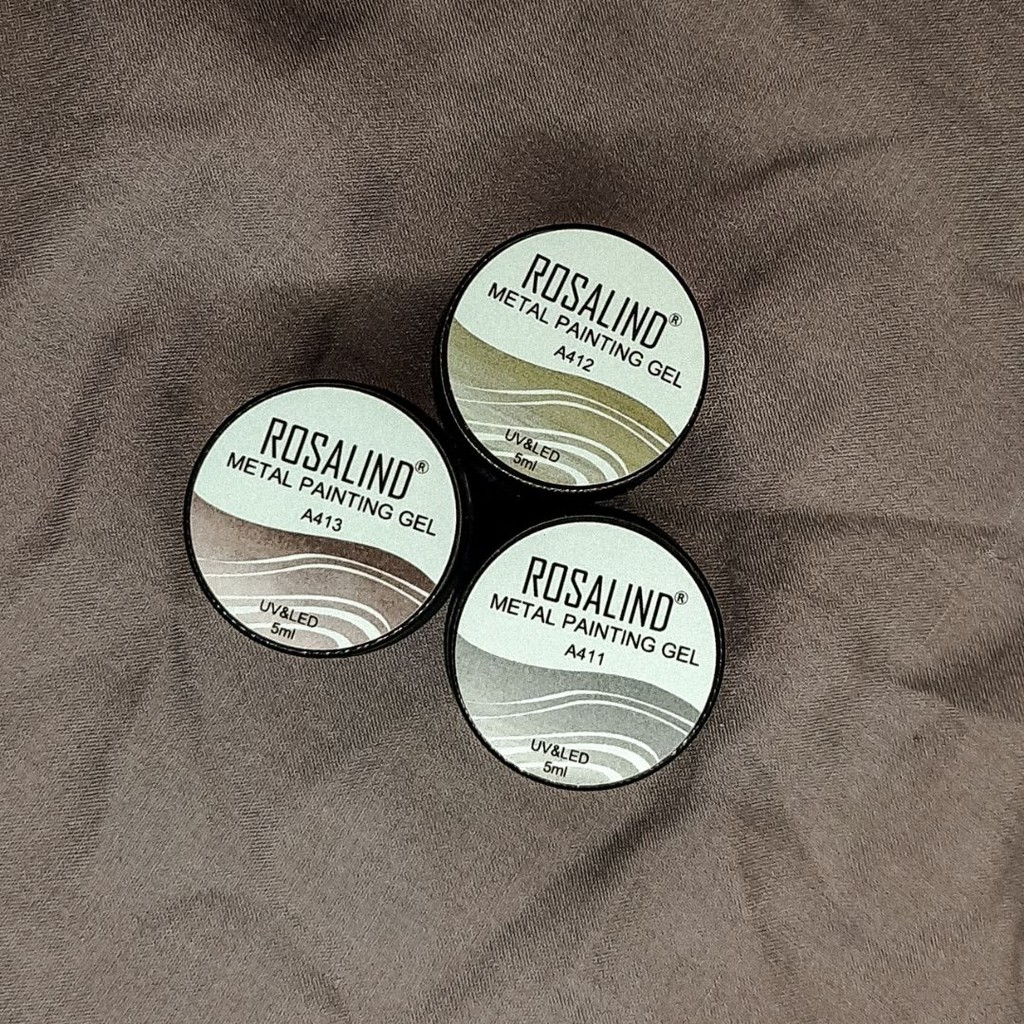 ROSALIND®
METAL PAINTING GEL
A412
UV&LED
5ml
ROSALIND®
METAL PAINTING GEL
A413
UV&LED
5ml
ROSALIND®
METAL PAINTING GEL
A411
UV&LED
5ml